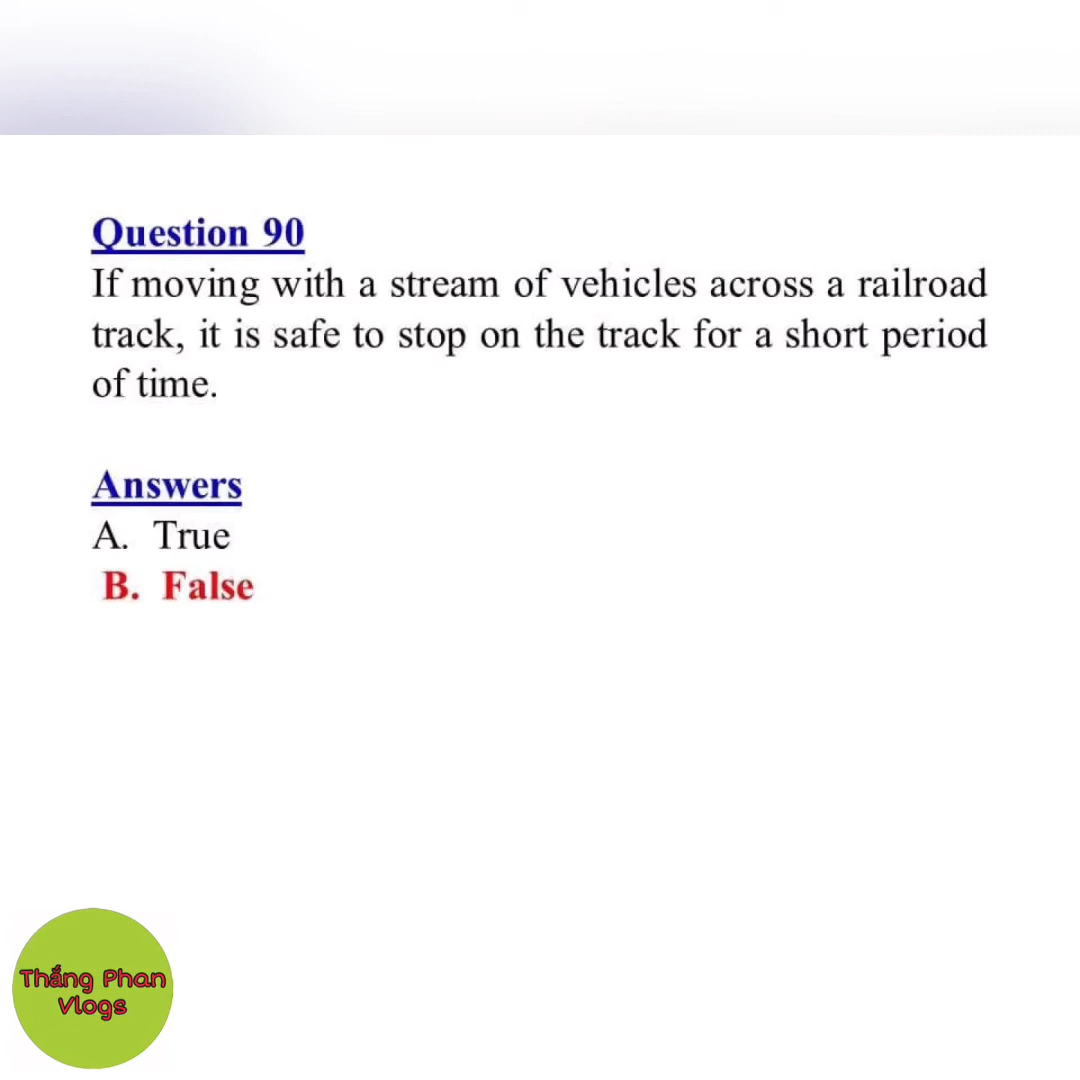 Question 90
If moving with a stream of vehicles across a railroad
track, it is safe to stop on the track for a short period
of time.
Answers
A. True
B. False
Thắng Phan
Vlogs